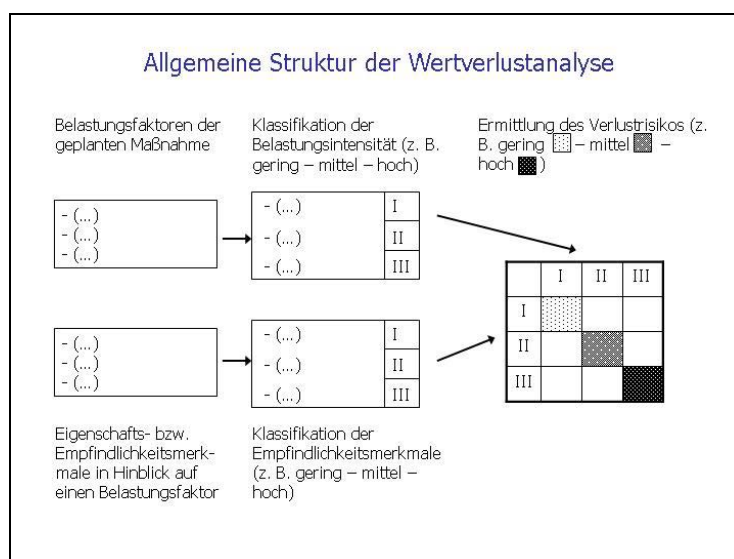 Allgemeine Struktur der Wertverlustanalyse
Belastungsfaktoren der
geplanten Maßnahme
Klassifikation der
Belastungsintensität (z. B.
gering – mittel – hoch)
Ermittlung des Verlustrisikos (z.
B. gering – mittel –
hoch )
- (...)
- (...)
- (...)
- (...) I
- (...) II
- (...) III
I II III
I
II
III
- (...)
- (...)
- (...)
- (...) I
- (...) II
- (...) III
Eigenschafts- bzw.
Empfindlichkeitsmerk-
male in Hinblick auf
einen Belastungsfaktor
Klassifikation der
Empfindlichkeitsmerkmale
(z. B. gering – mittel –
hoch)